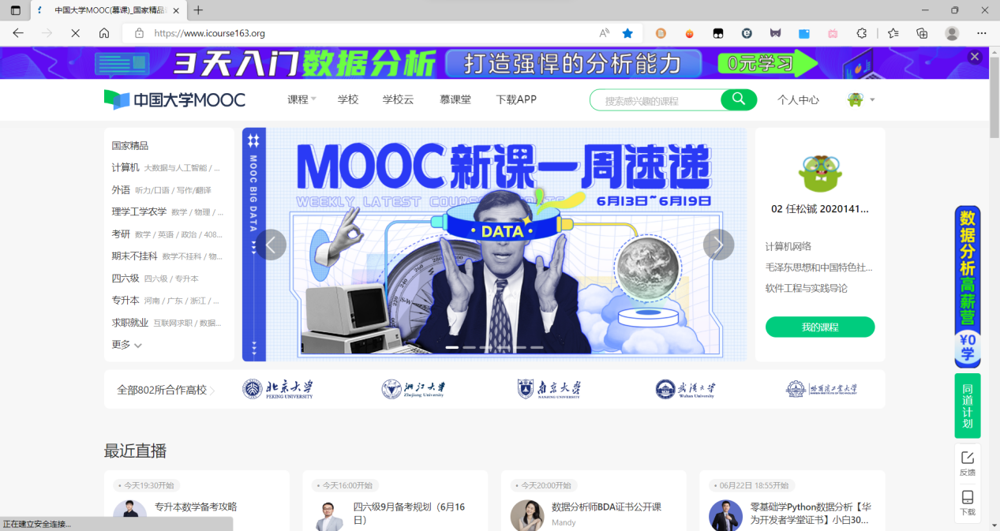 中国大学MOOC(慕课)_国家精品
https://www.icourse163.org
3天入门数据分析 打造强悍的分析能力 0元学习
中国大学MOOC
课程 学校 学校云 慕课堂 下载APP
搜索感兴趣的课程
个人中心
国家精品
计算机 大数据与人工智能 / ...
外语 听力/口语 / 写作/翻译
理学工学农学 数学 / 物理 / ...
考研 数学 / 英语 / 政治 / 408...
期末不挂科 数学不挂科 / 物...
四六级 四六级 / 专升本
专升本 河南 / 广东 / 浙江 / ...
求职就业 互联网求职 / 数据...
更多
MOOC BIG DATA
MOOC新课一周速递
WEEKLY LATEST COURSE UPDATE
6月13日~6月19日
DATA
02 任松铖 2020141...
计算机网络
毛泽东思想和中国特色社...
软件工程与实践导论
我的课程
数据分析高薪营
¥0学
同道计划
反馈
下载
全部802所合作高校
北京大学
PEKING UNIVERSITY
浙江大学
Zhejiang University
南京大学
NANJING UNIVERSITY
武汉大学
Wuhan University
哈尔滨工业大学
HARBIN INSTITUTE OF TECHNOLOGY
最近直播
• 今天19:30开始
专升本数学备考攻略
• 今天16:00开始
四六级9月备考规划（6月16
日）
• 今天20:00开始
数据分析师BDA证书公开课
Mandy
• 06月22日 18:55开始
零基础学Python数据分析【华
为开发者学堂证书】小白30...
正在建立安全连接...